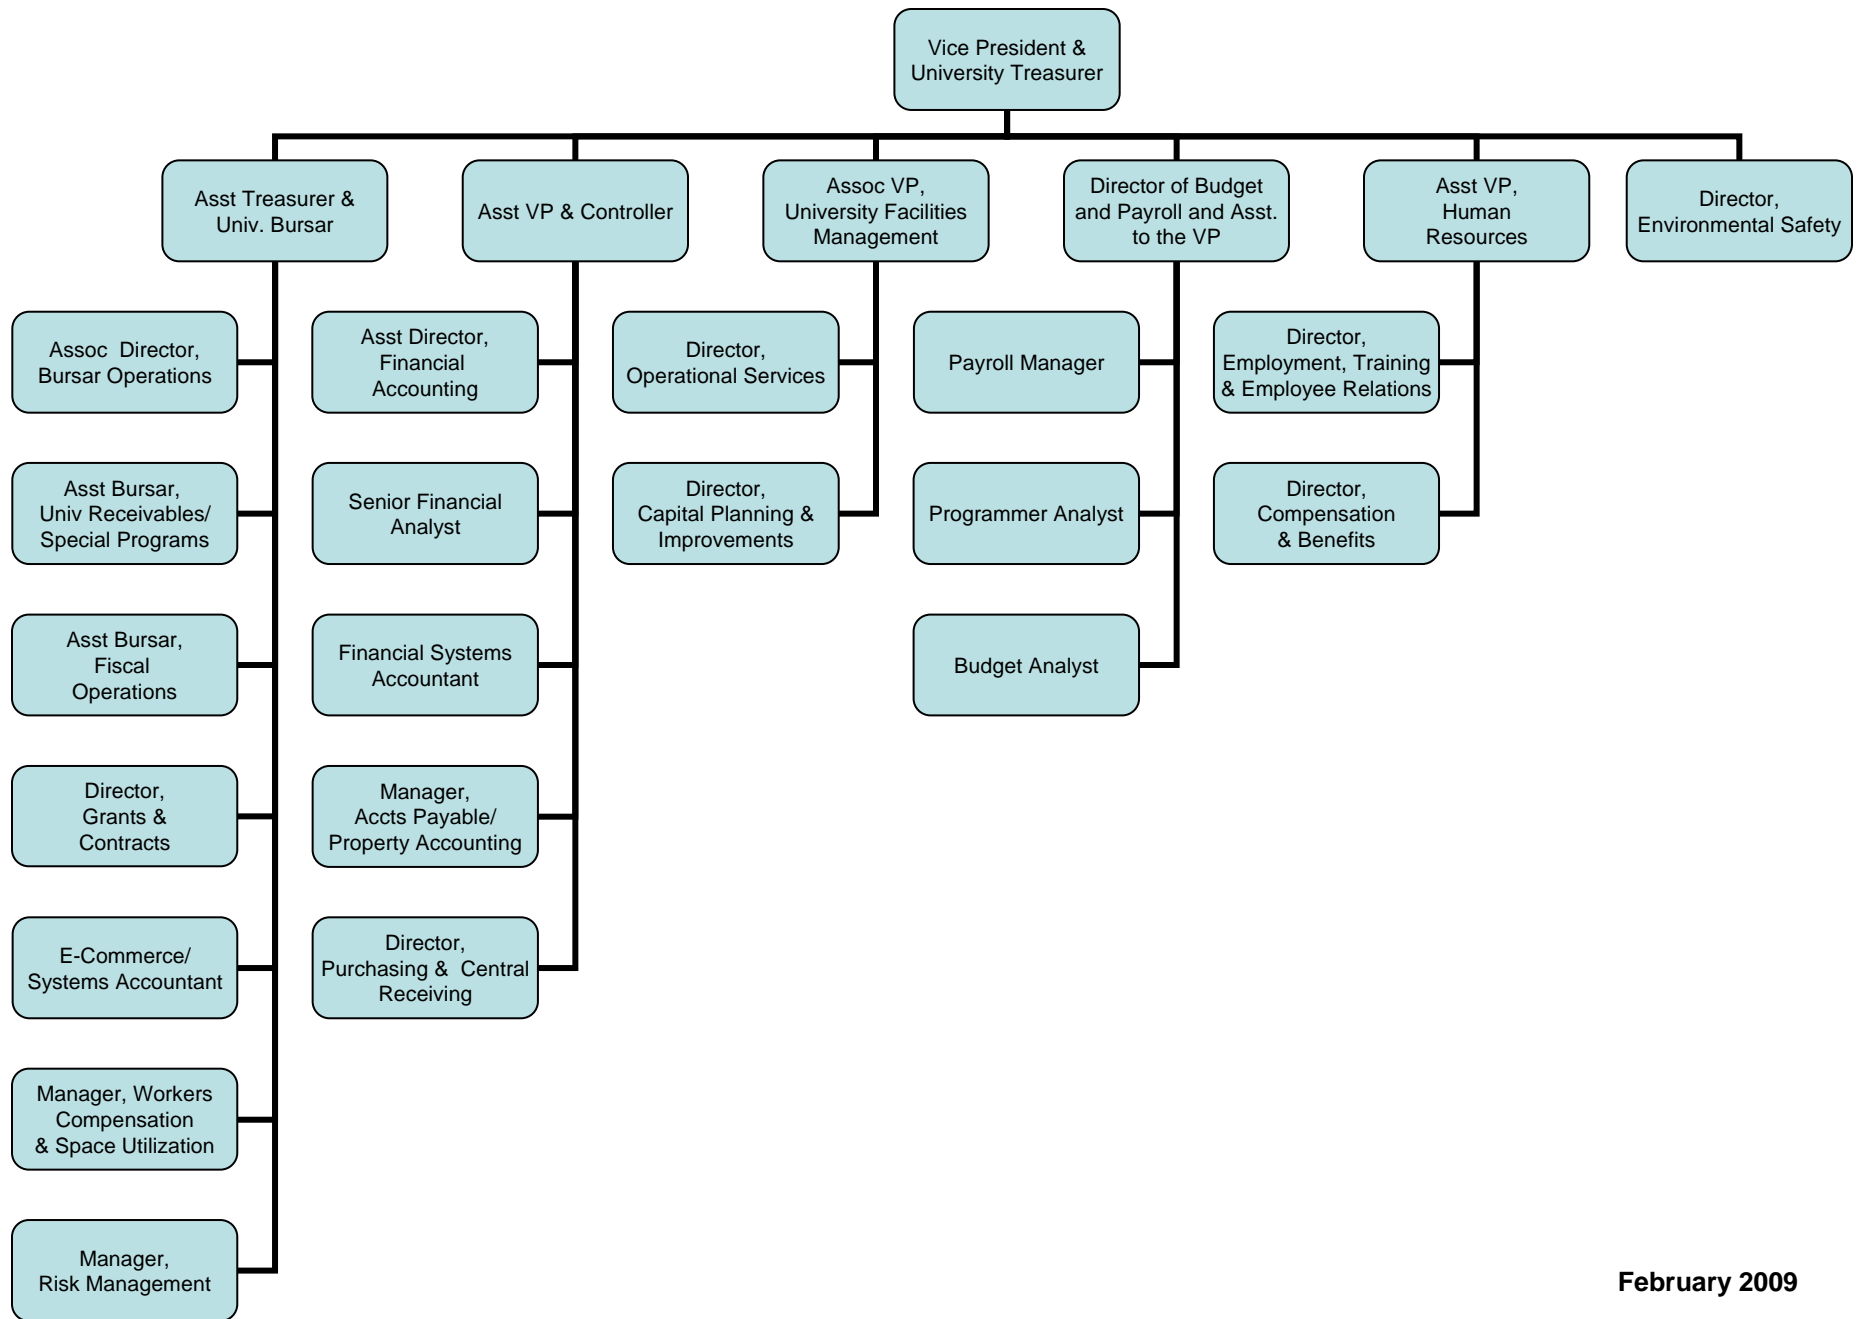 Vice President &
University Treasurer
Asst Treasurer &
Univ. Bursar
Asst VP & Controller
Assoc VP,
University Facilities
Management
Director of Budget
and Payroll and Asst.
to the VP
Asst VP,
Human
Resources
Director,
Environmental Safety
Assoc  Director,
Bursar Operations
Asst Director,
Financial
Accounting
Director,
Operational Services
Payroll Manager
Director,
Employment, Training
& Employee Relations
Asst Bursar,
Univ Receivables/
Special Programs
Senior Financial
Analyst
Director,
Capital Planning &
Improvements
Programmer Analyst
Director,
Compensation
& Benefits
Asst Bursar,
Fiscal
Operations
Financial Systems
Accountant
Budget Analyst
Director,
Grants &
Contracts
Manager,
Accts Payable/
Property Accounting
E-Commerce/
Systems Accountant
Director,
Purchasing &  Central
Receiving
Manager, Workers
Compensation
& Space Utilization
Manager,
Risk Management
February 2009